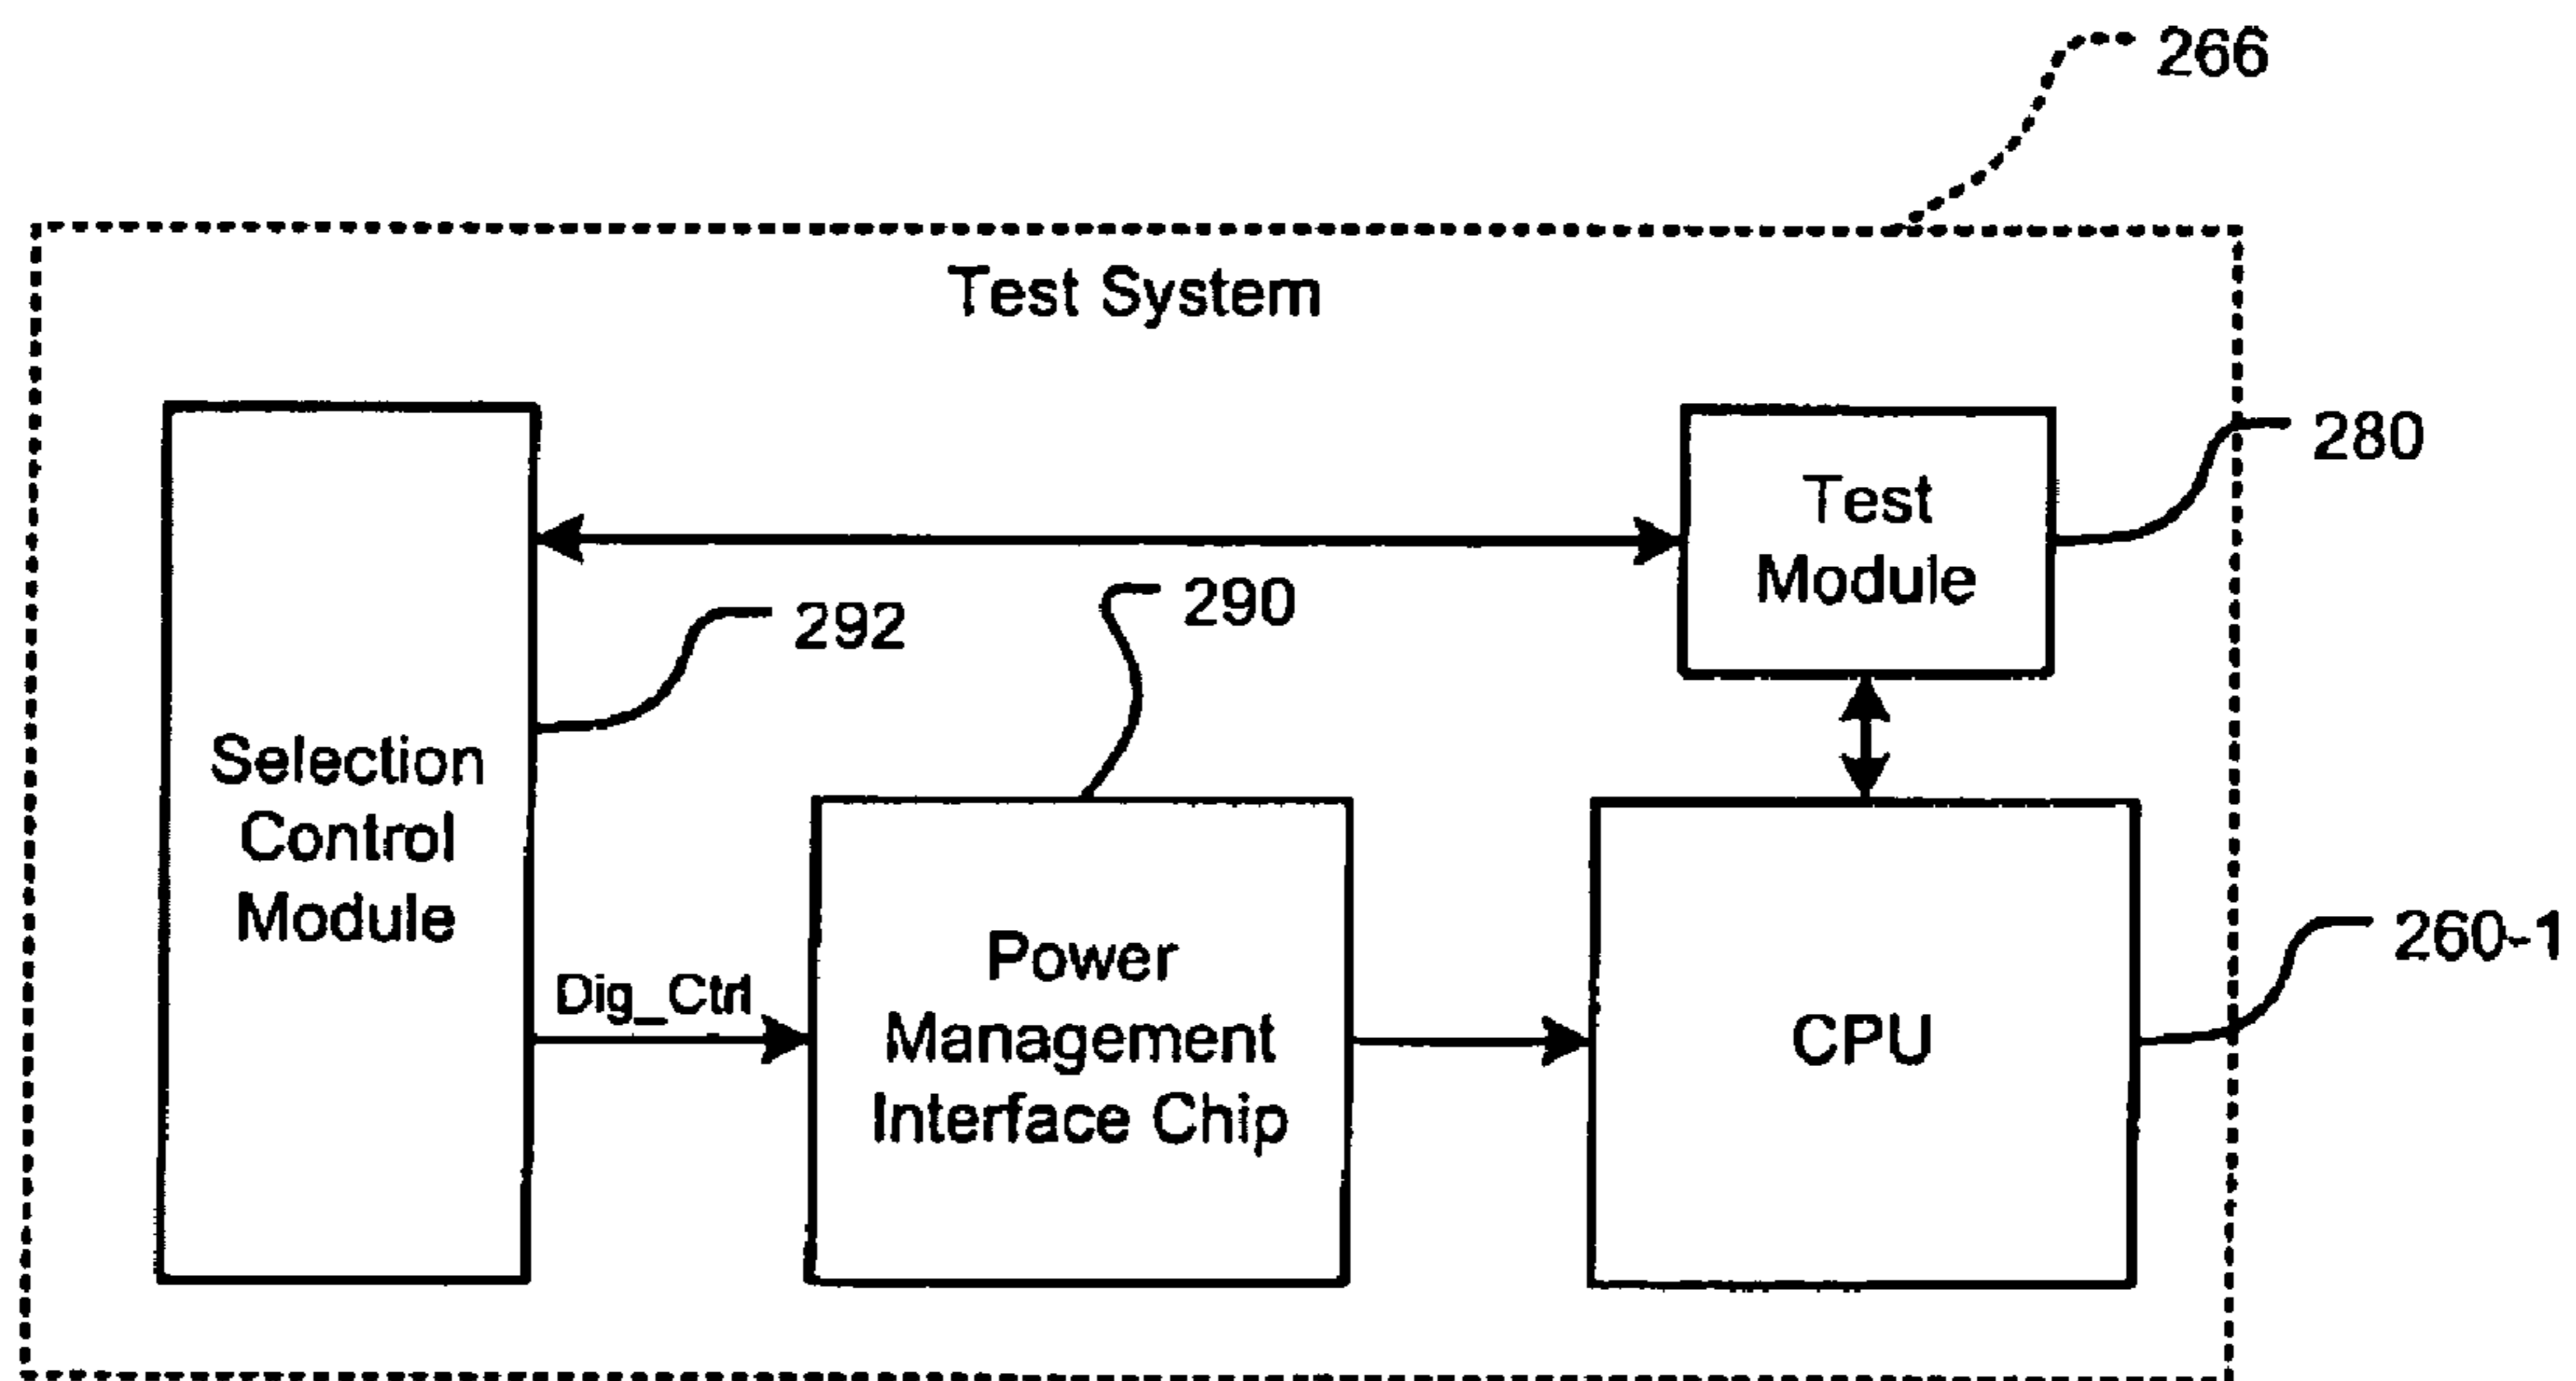 266
Test System
280
Test
Module
290
292
Selection
Control
Module
Dig_Ctrl
Power
Management
Interface Chip
CPU
260-1